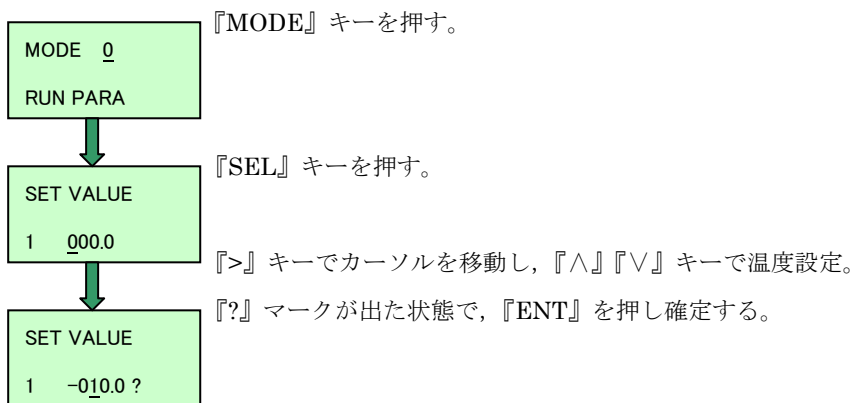 『MODE』キーを押す。
MODE 0
RUN PARA
『SEL』キーを押す。
SET VALUE
1 000.0
『>』キーでカーソルを移動し,『∧』『∨』キーで温度設定。
『?』マークが出た状態で,『ENT』を押し確定する。
SET VALUE
1 -010.0 ?